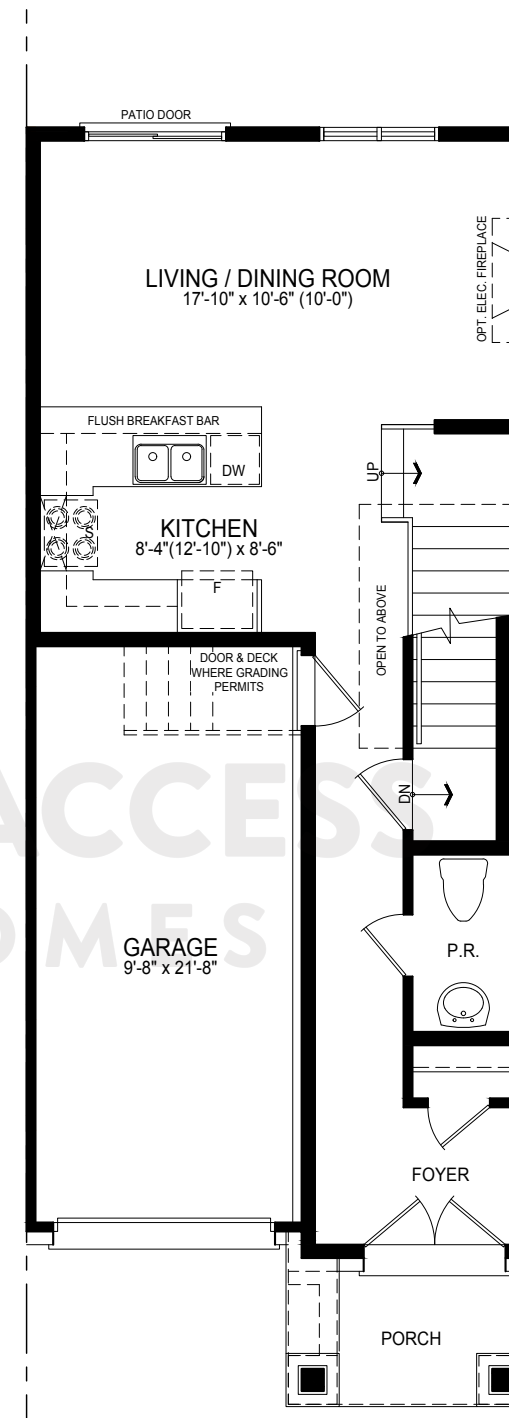 PATIO DOOR
LIVING / DINING ROOM
17'-10" x 10'-6" (10'-0")
OPT. ELEC. FIREPLACE
FLUSH BREAKFAST BAR
DW
UP
KITCHEN
8'-4"(12'-10") x 8'-6"
S
F
OPEN TO ABOVE
DOOR & DECK
WHERE GRADING
PERMITS
DN
ACCESS
OMES
GARAGE
9'-8" x 21'-8"
P.R.
FOYER
PORCH